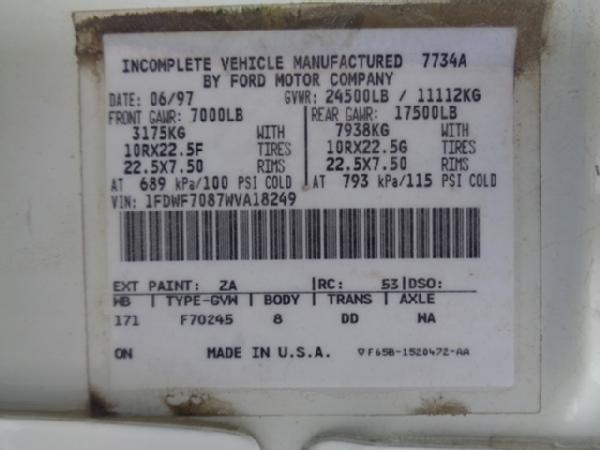 INCOMPLETE VEHICLE MANUFACTURED 7734A
BY FORD MOTOR COMPANY
DATE: 06/97 GVWR: 24500LB / 11112KG
FRONT GAWR: 7000LB REAR GAWR: 17500LB
3175KG WITH 7938KG WITH
10RX22.5F TIRES 10RX22.5G TIRES
22.5X7.50 RIMS 22.5X7.50 RIMS
AT 689 kPa/100 PSI COLD AT 793 kPa/115 PSI COLD
VIN: 1FDWF7087WVA18249
EXT PAINT: ZA RC: 53 DSO:
WB TYPE-GVW BODY TRANS AXLE
171 F70245 8 DD HA
ON MADE IN U.S.A. F65B-1520472-AA